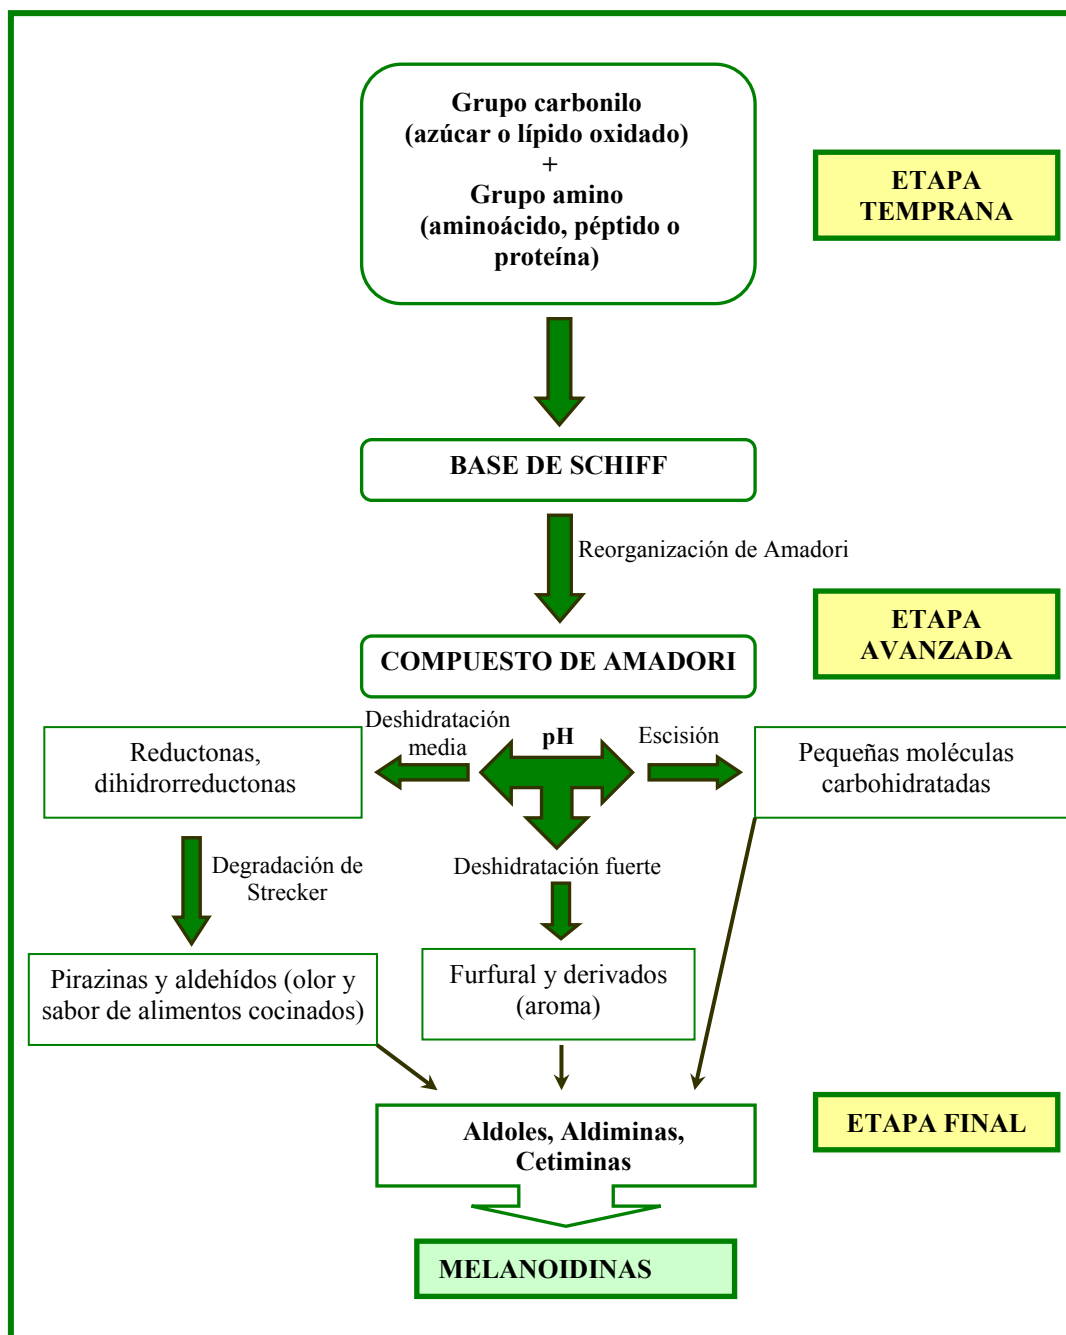 Grupo carbonilo
(azúcar o lípido oxidado)
+
Grupo amino
(aminoácido, péptido o
proteína)
ETAPA
TEMPRANA
BASE DE SCHIFF
Reorganización de Amadori
ETAPA
AVANZADA
COMPUESTO DE AMADORI
Deshidratación
media
pH
Escisión
Reductonas,
dihidrorreductonas
Pequeñas moléculas
carbohidratadas
Degradación de
Strecker
Deshidratación fuerte
Pirazinas y aldehídos (olor y
sabor de alimentos cocinados)
Furfural y derivados
(aroma)
Aldoles, Aldiminas,
Cetiminas
ETAPA FINAL
MELANOIDINAS